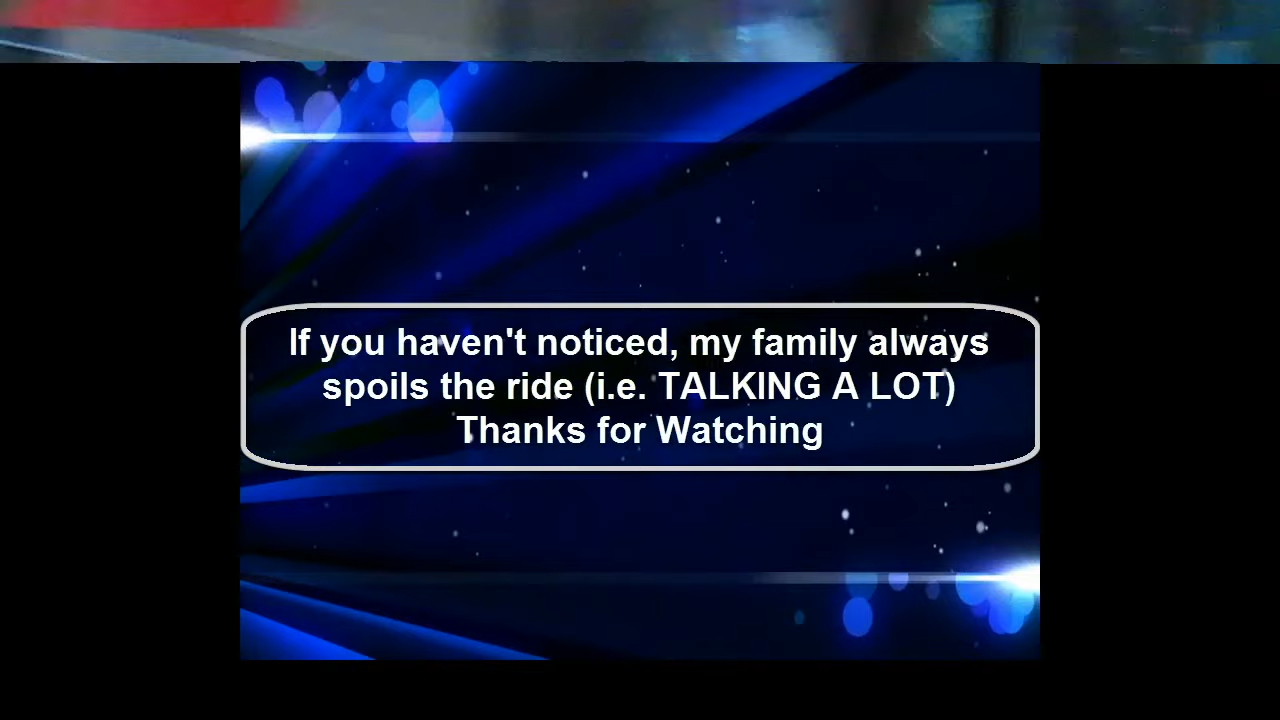 If you haven't noticed, my family always
spoils the ride (i.e. TALKING A LOT)
Thanks for Watching